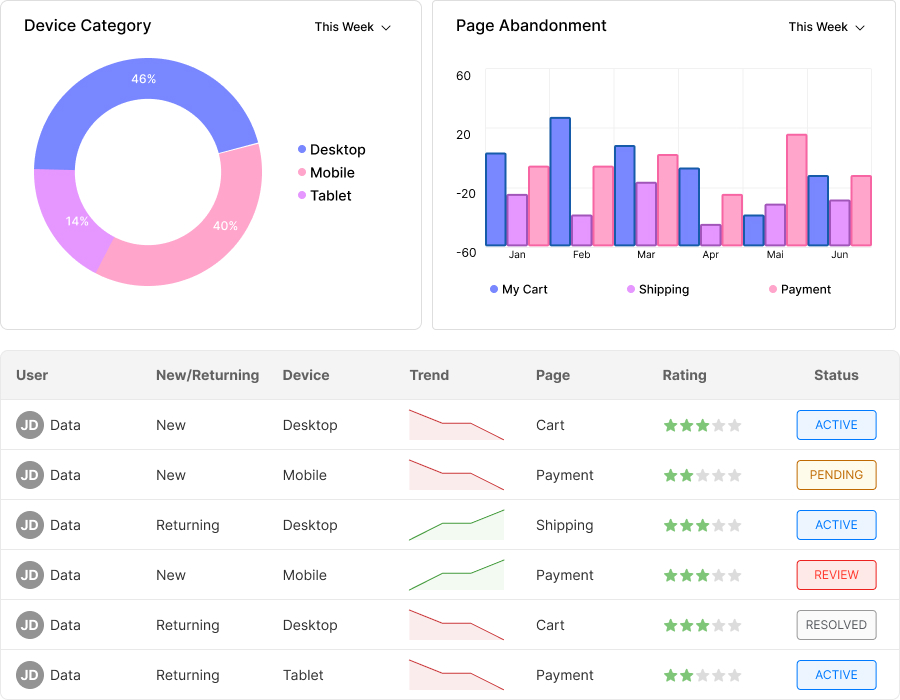 Device Category
This Week
46%
14%
40%
Desktop
Mobile
Tablet
Page Abandonment
This Week
60
20
-20
-60
Jan Feb Mar Apr Mai Jun
My Cart Shipping Payment
User New/Returning Device Trend Page Rating Status
JD Data New Desktop Cart ACTIVE
JD Data New Mobile Payment PENDING
JD Data Returning Desktop Shipping ACTIVE
JD Data New Mobile Payment REVIEW
JD Data Returning Desktop Cart RESOLVED
JD Data Returning Tablet Payment ACTIVE